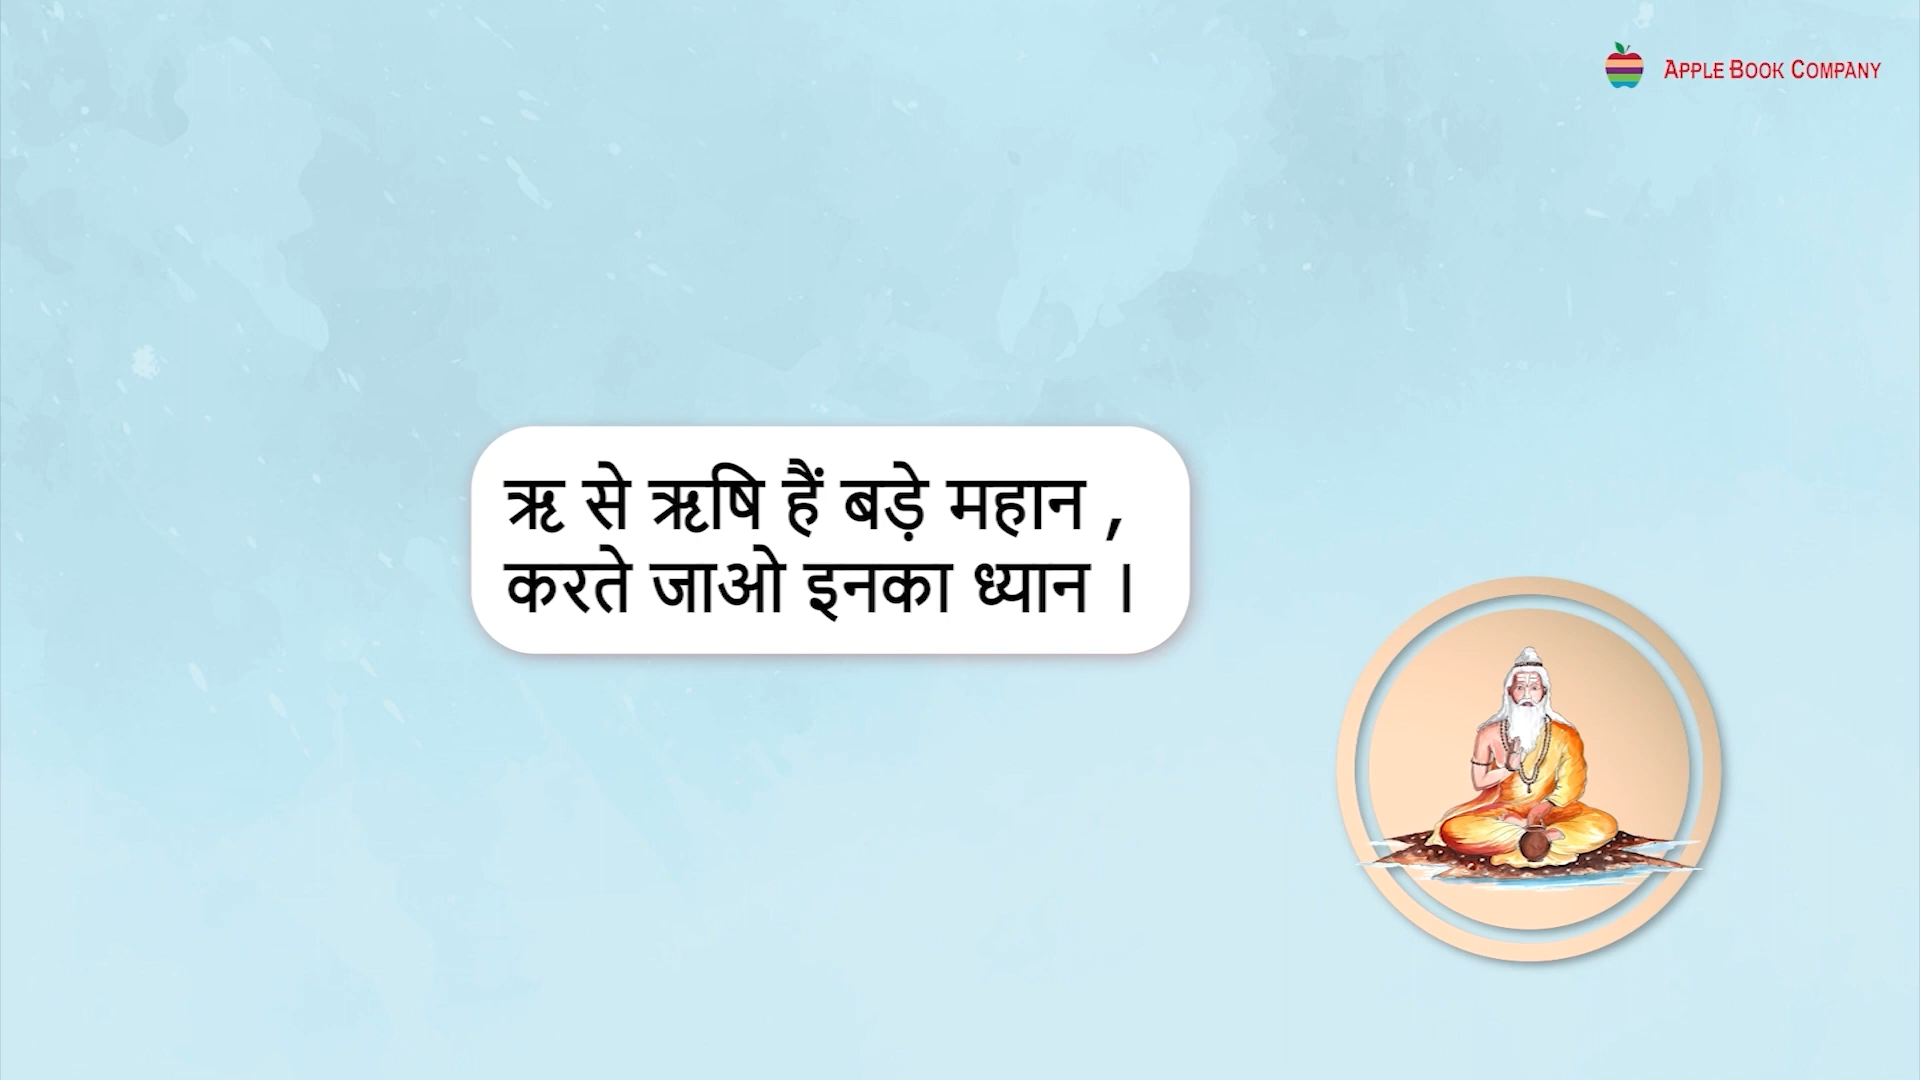 APPLE BOOK COMPANY
ऋ से ऋषि हैं बड़े महान ,
करते जाओ इनका ध्यान ।